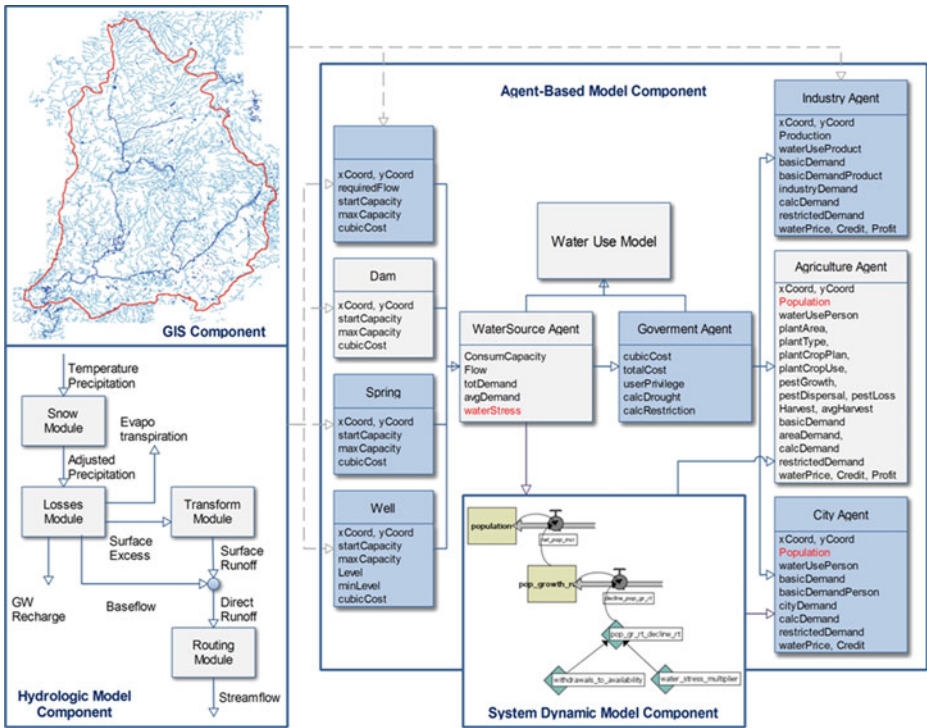 GIS Component
Temperature
Precipitation
Snow
Module
Evapo
transpiration
Adjusted
Precipitation
Losses
Module
Transform
Module
Surface
Excess
Surface
Runoff
GW
Recharge
Baseflow
Direct
Runoff
Routing
Module
Streamflow
Hydrologic Model
Component
Agent-Based Model Component
xCoord, yCoord
requiredFlow
startCapacity
maxCapacity
cubicCost
Dam
xCoord, yCoord
startCapacity
maxCapacity
cubicCost
Spring
xCoord, yCoord
startCapacity
maxCapacity
cubicCost
Well
xCoord, yCoord
startCapacity
maxCapacity
Level
minLevel
cubicCost
Water Use Model
WaterSource Agent
ConsumCapacity
Flow
totDemand
avgDemand
waterStress
Goverment Agent
cubicCost
totalCost
userPrivilege
calcDrought
calcRestriction
Industry Agent
xCoord, yCoord
Production
waterUseProduct
basicDemand
basicDemandProduct
industryDemand
calcDemand
restrictedDemand
waterPrice, Credit, Profit
Agriculture Agent
xCoord, yCoord
Population
waterUsePerson
plantArea,
plantType,
plantCropPlan,
plantCropUse,
pestGrowth,
pestDispersal, pestLoss
Harvest, avgHarvest
basicDemand
areaDemand,
calcDemand
restrictedDemand
waterPrice, Credit, Profit
City Agent
xCoord, yCoord
Population
waterUsePerson
basicDemand
basicDemandPerson
cityDemand
calcDemand
restrictedDemand
waterPrice, Credit
population
pop_growth_r
decline_pop_gr_rt
pop_gr_rt_decline_rt
withdrawals_to_availability
water_stress_multiplier
System Dynamic Model Component